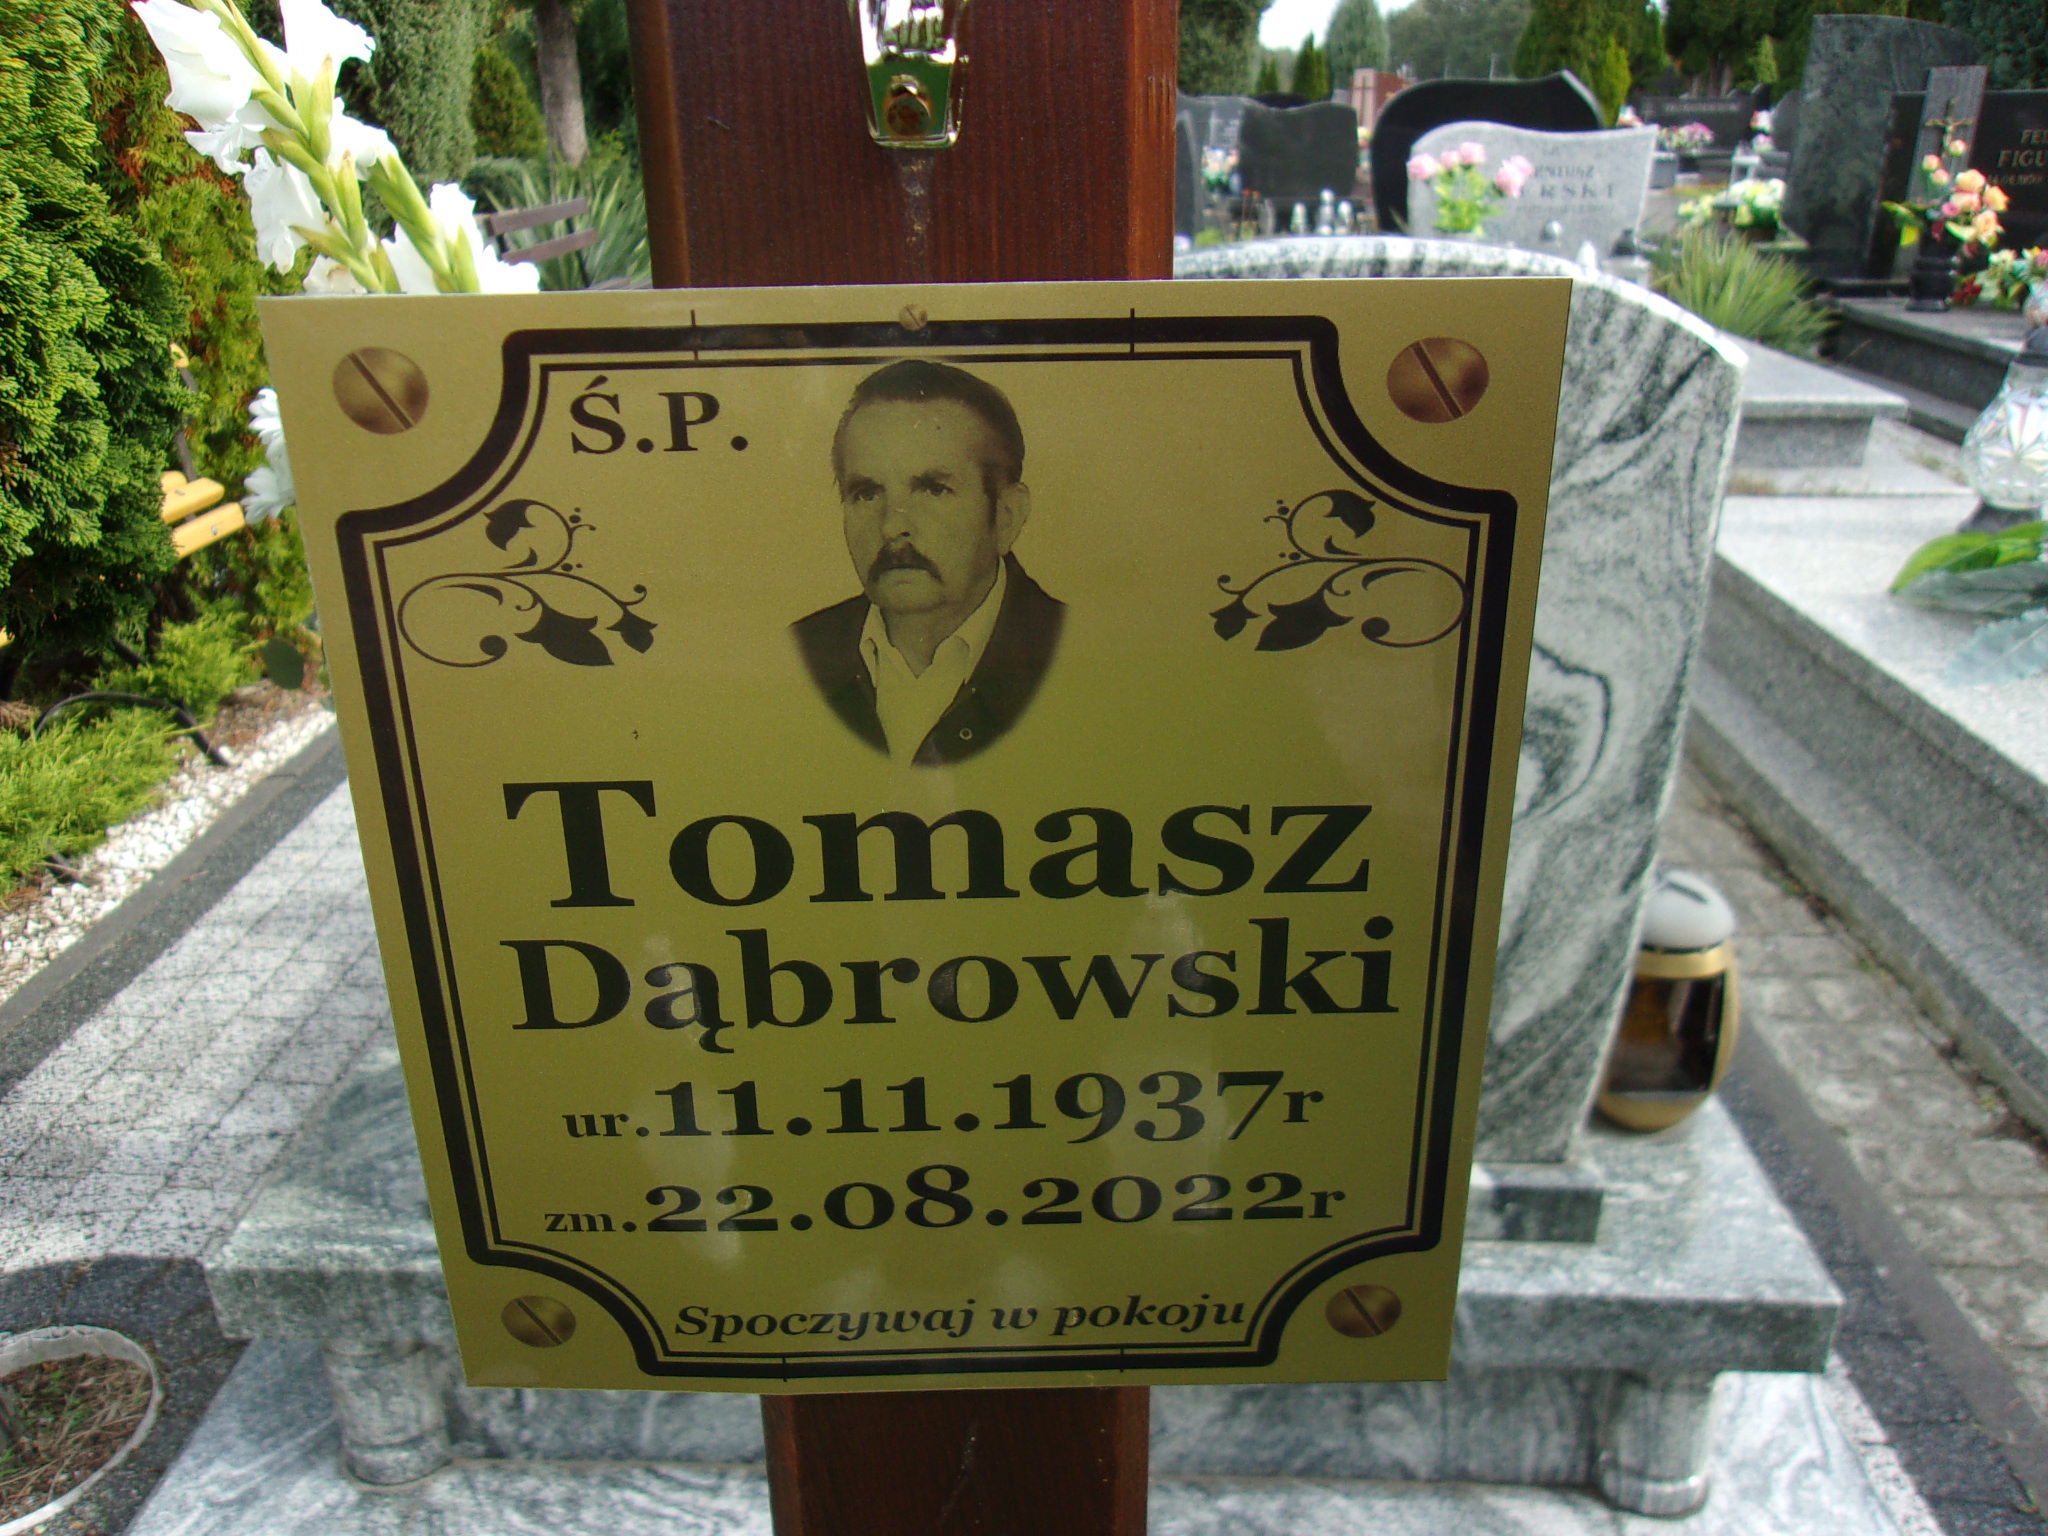 Ś.P.
Tomasz
Dąbrowski
ur.11.11.1937r
zm.22.08.2022r
Spoczywaj w pokoju